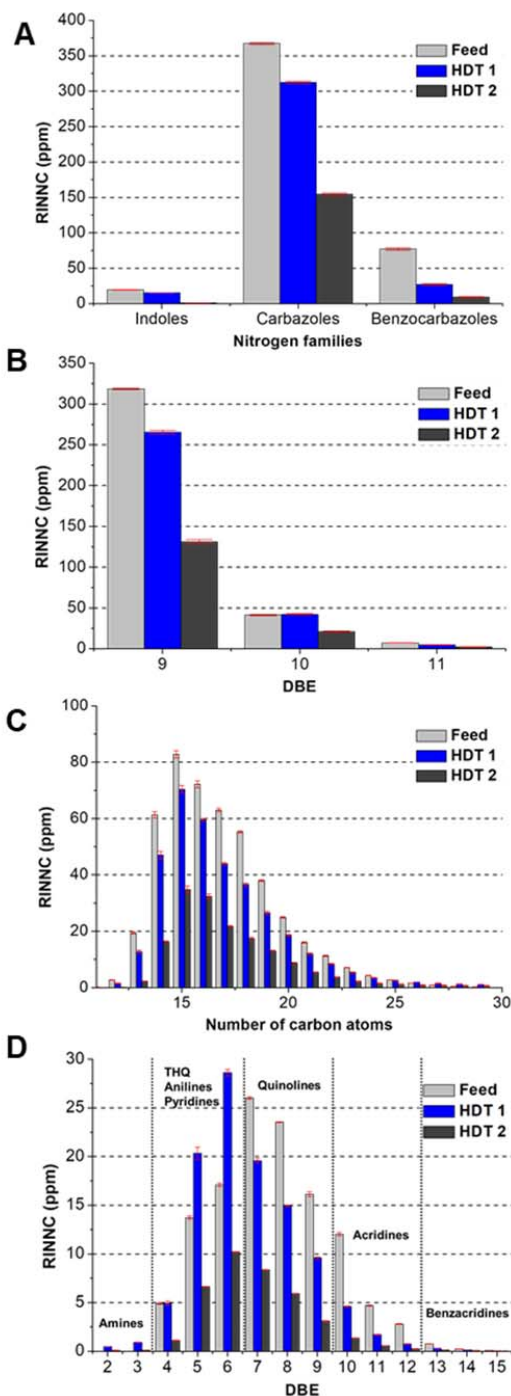 A
400
350
300
250
200
150
100
50
0
RINNC (ppm)
Feed
HDT 1
HDT 2
Indoles Carbazoles Benzocarbazoles
Nitrogen families
B
350
300
250
200
150
100
50
0
RINNC (ppm)
Feed
HDT 1
HDT 2
9 10 11
DBE
C
100
80
60
40
20
0
RINNC (ppm)
Feed
HDT 1
HDT 2
15 20 25 30
Number of carbon atoms
D
30
25
20
15
10
5
0
RINNC (ppm)
THQ
Anilines
Pyridines
Quinolines
Feed
HDT 1
HDT 2
Acridines
Amines
Benzacridines
2 3 4 5 6 7 8 9 10 11 12 13 14 15
DBE